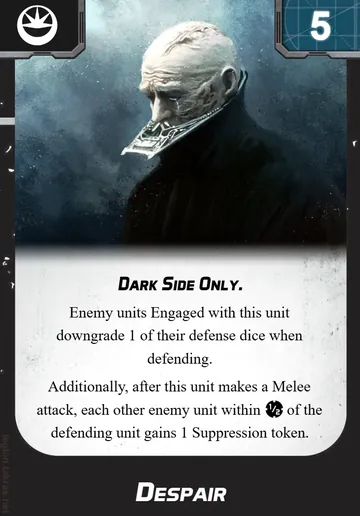 5
DARK SIDE ONLY.
Enemy units Engaged with this unit
downgrade 1 of their defense dice when
defending.
Additionally, after this unit makes a Melee
attack, each other enemy unit within ½ of the
defending unit gains 1 Suppression token.
DESPAIR